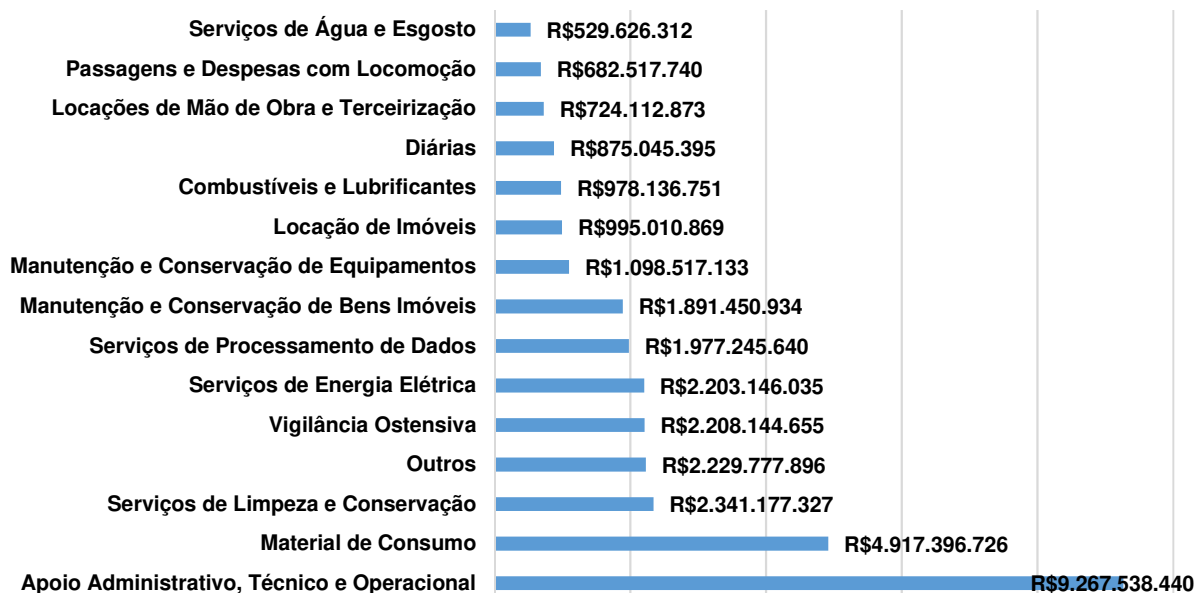 Serviços de Água e Esgosto R$529.626.312
Passagens e Despesas com Locomoção R$682.517.740
Locações de Mão de Obra e Terceirização R$724.112.873
Diárias R$875.045.395
Combustíveis e Lubrificantes R$978.136.751
Locação de Imóveis R$995.010.869
Manutenção e Conservação de Equipamentos R$1.098.517.133
Manutenção e Conservação de Bens Imóveis R$1.891.450.934
Serviços de Processamento de Dados R$1.977.245.640
Serviços de Energia Elétrica R$2.203.146.035
Vigilância Ostensiva R$2.208.144.655
Outros R$2.229.777.896
Serviços de Limpeza e Conservação R$2.341.177.327
Material de Consumo R$4.917.396.726
Apoio Administrativo, Técnico e Operacional R$9.267.538.440